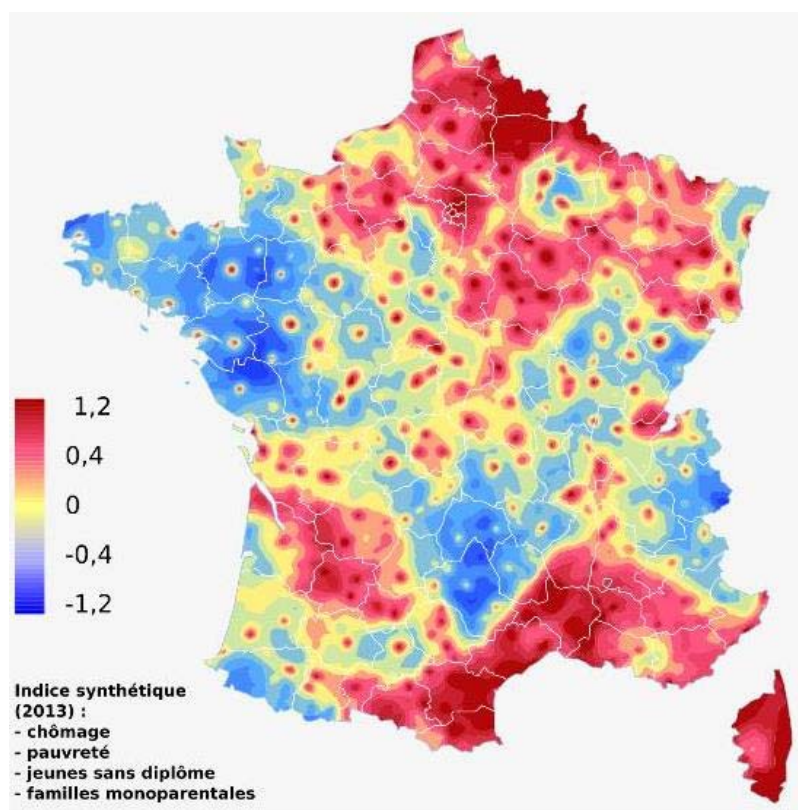 1,2
0,4
0
-0,4
-1,2
Indice synthétique
(2013) :
- chômage
- pauvreté
- jeunes sans diplôme
- familles monoparentales